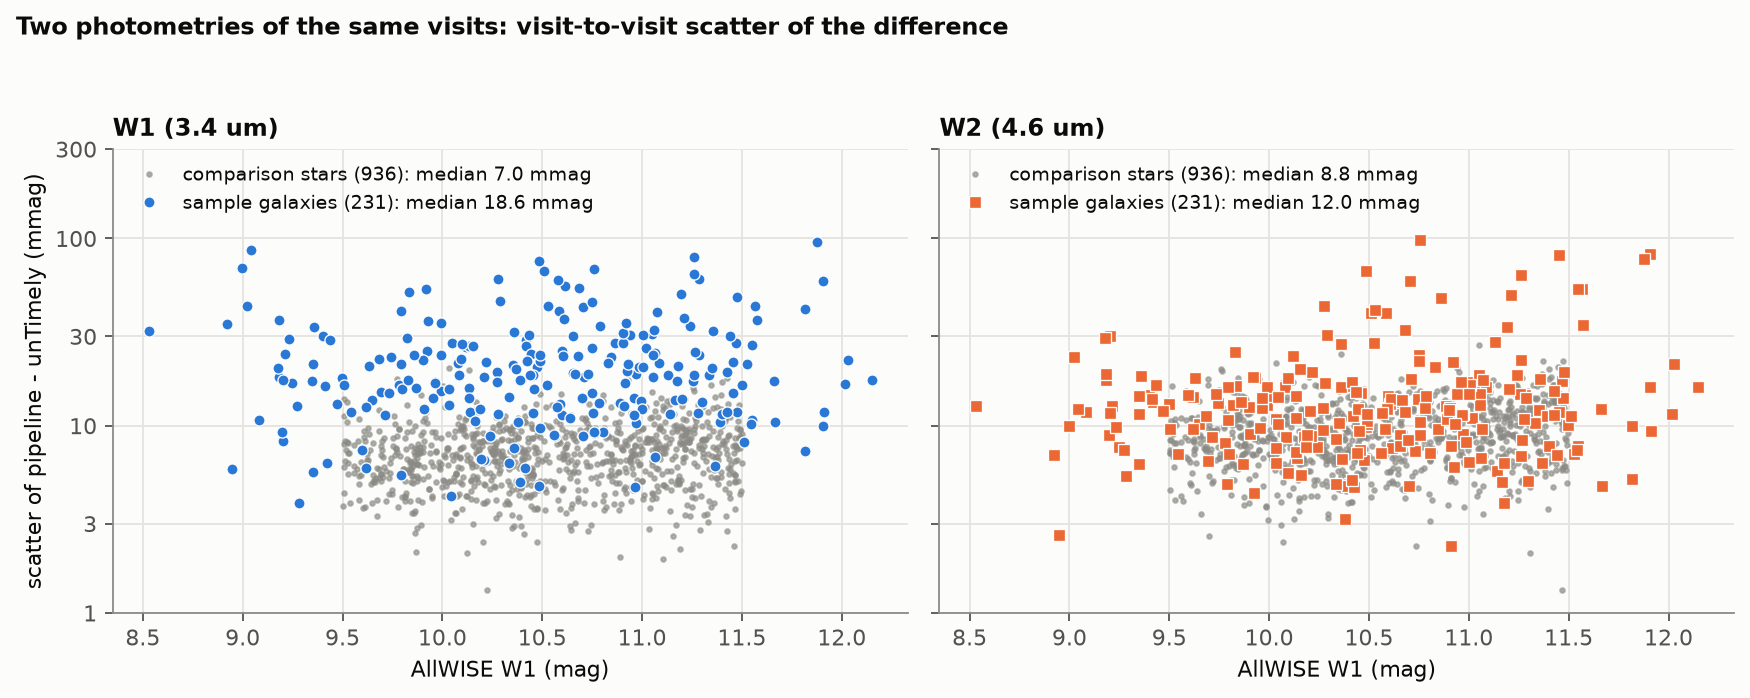 Two photometries of the same visits: visit-to-visit scatter of the difference
W1 (3.4 um)
comparison stars (936): median 7.0 mmag
sample galaxies (231): median 18.6 mmag
scatter of pipeline - unTimely (mmag)
300
100
30
10
3
1
8.5 9.0 9.5 10.0 10.5 11.0 11.5 12.0
AllWISE W1 (mag)
W2 (4.6 um)
comparison stars (936): median 8.8 mmag
sample galaxies (231): median 12.0 mmag
8.5 9.0 9.5 10.0 10.5 11.0 11.5 12.0
AllWISE W1 (mag)